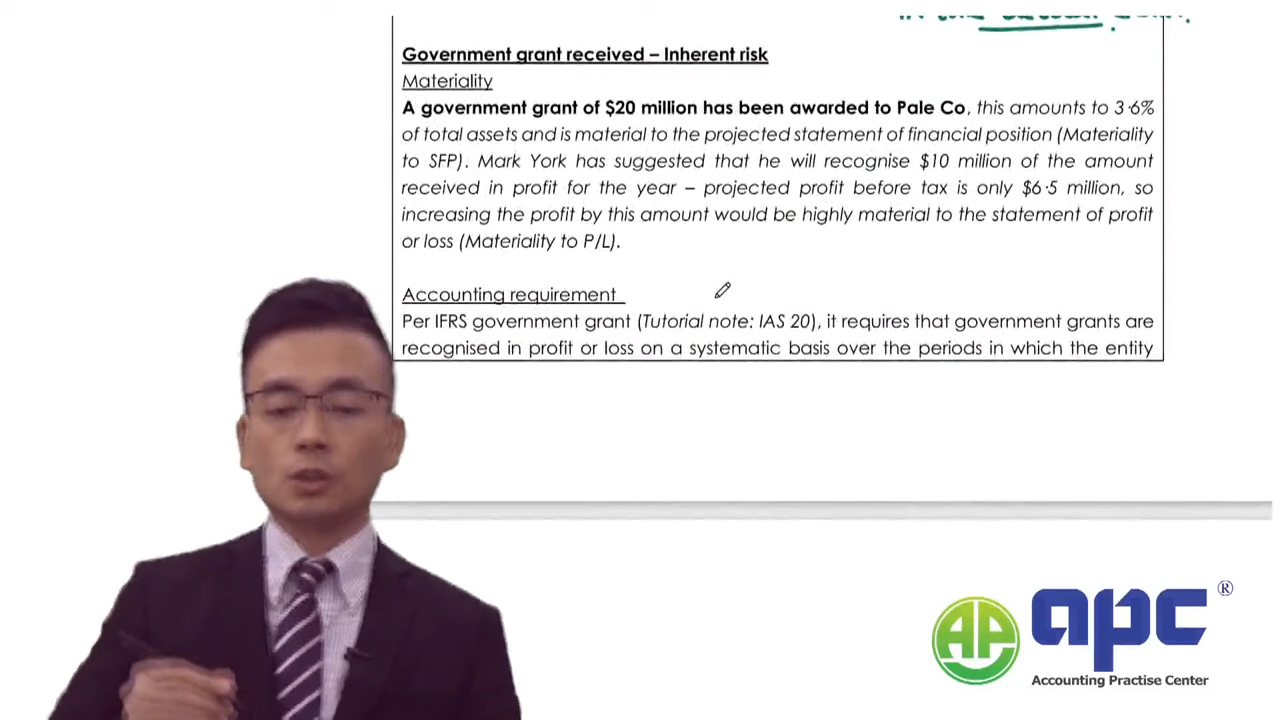 Government grant received – Inherent risk
Materiality
A government grant of $20 million has been awarded to Pale Co, this amounts to 3·6%
of total assets and is material to the projected statement of financial position (Materiality
to SFP). Mark York has suggested that he will recognise $10 million of the amount
received in profit for the year – projected profit before tax is only $6·5 million, so
increasing the profit by this amount would be highly material to the statement of profit
or loss (Materiality to P/L).
Accounting requirement
Per IFRS government grant (Tutorial note: IAS 20), it requires that government grants are
recognised in profit or loss on a systematic basis over the periods in which the entity
AP apc ®
Accounting Practise Center